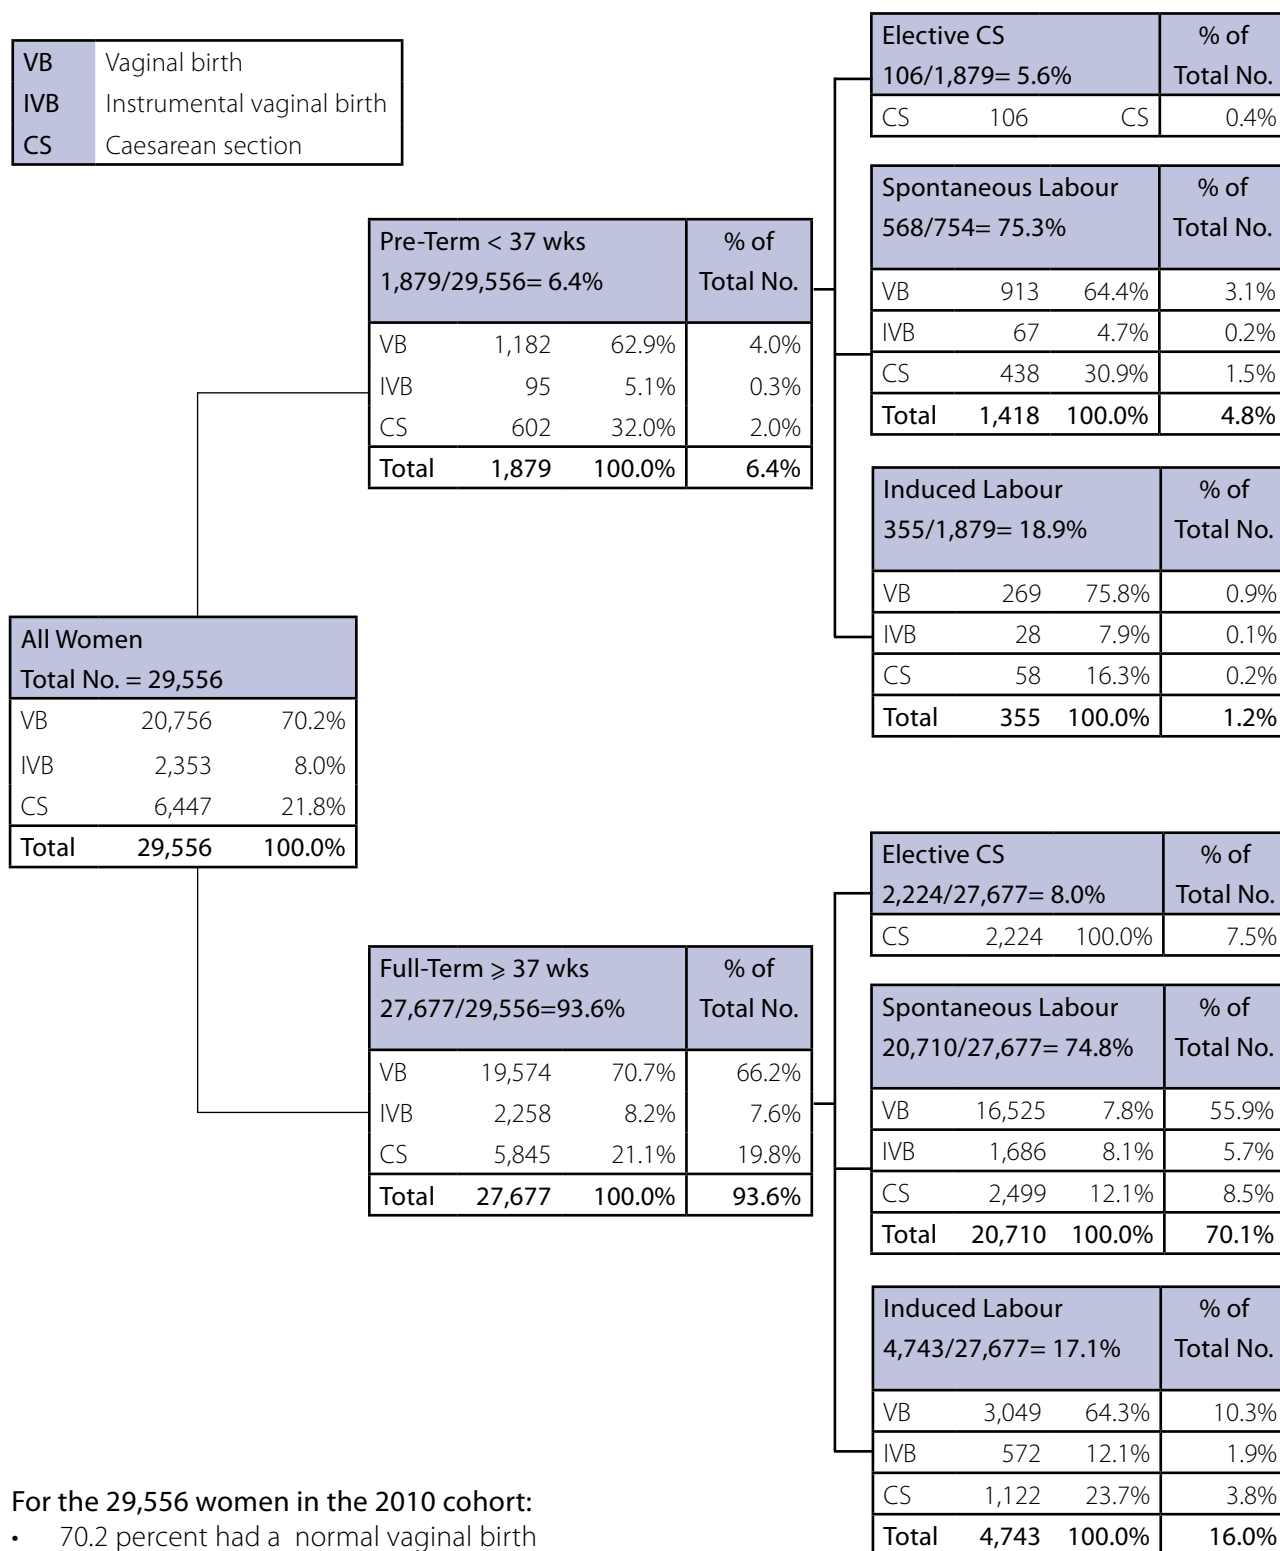 VB Vaginal birth
IVB Instrumental vaginal birth
CS Caesarean section
All Women
Total No. = 29,556
VB 20,756 70.2%
IVB 2,353 8.0%
CS 6,447 21.8%
Total 29,556 100.0%
Pre-Term < 37 wks % of
1,879/29,556= 6.4% Total No.
VB 1,182 62.9% 4.0%
IVB 95 5.1% 0.3%
CS 602 32.0% 2.0%
Total 1,879 100.0% 6.4%
Elective CS % of
106/1,879= 5.6% Total No.
CS 106 CS 0.4%
Spontaneous Labour % of
568/754= 75.3% Total No.
VB 913 64.4% 3.1%
IVB 67 4.7% 0.2%
CS 438 30.9% 1.5%
Total 1,418 100.0% 4.8%
Induced Labour % of
355/1,879= 18.9% Total No.
VB 269 75.8% 0.9%
IVB 28 7.9% 0.1%
CS 58 16.3% 0.2%
Total 355 100.0% 1.2%
Full-Term ⩾ 37 wks % of
27,677/29,556=93.6% Total No.
VB 19,574 70.7% 66.2%
IVB 2,258 8.2% 7.6%
CS 5,845 21.1% 19.8%
Total 27,677 100.0% 93.6%
Elective CS % of
2,224/27,677= 8.0% Total No.
CS 2,224 100.0% 7.5%
Spontaneous Labour % of
20,710/27,677= 74.8% Total No.
VB 16,525 7.8% 55.9%
IVB 1,686 8.1% 5.7%
CS 2,499 12.1% 8.5%
Total 20,710 100.0% 70.1%
Induced Labour % of
4,743/27,677= 17.1% Total No.
VB 3,049 64.3% 10.3%
IVB 572 12.1% 1.9%
CS 1,122 23.7% 3.8%
Total 4,743 100.0% 16.0%
For the 29,556 women in the 2010 cohort:
• 70.2 percent had a normal vaginal birth